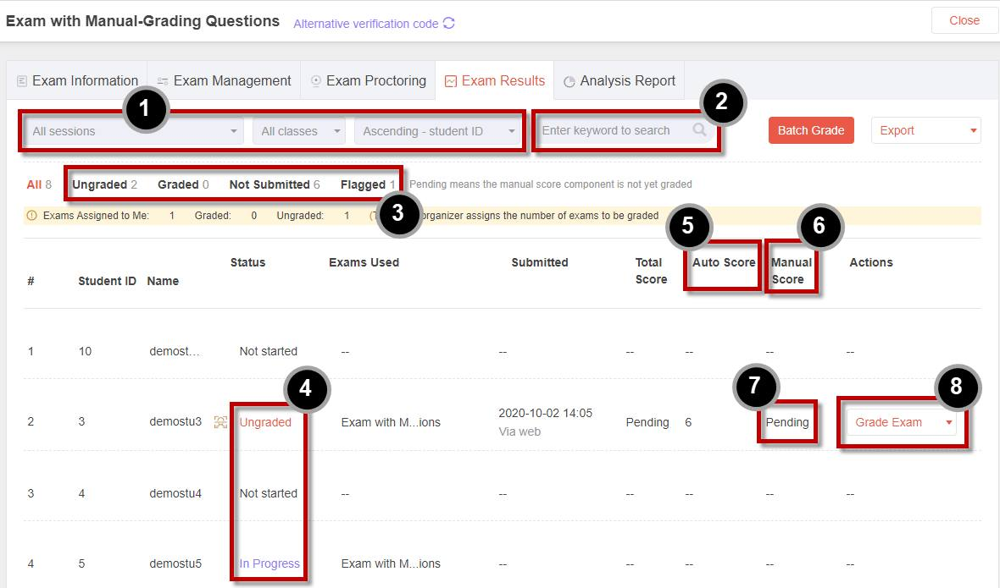 Exam with Manual-Grading Questions Alternative verification code Close
Exam Information Exam Management Exam Proctoring Exam Results Analysis Report
1 2
All sessions All classes Ascending - student ID Enter keyword to search Batch Grade Export
All 8 Ungraded 2 Graded 0 Not Submitted 6 Flagged 1 Pending means the manual score component is not yet graded
Exams Assigned to Me: 1 Graded: 0 Ungraded: 1 3 organizer assigns the number of exams to be graded
5 6
# Student ID Name Status Exams Used Submitted Total Score Auto Score Manual Score Actions
1 10 demost... Not started -- -- -- -- -- --
4 7 8
2 3 demostu3 Ungraded Exam with M...ions 2020-10-02 14:05 Pending 6 Pending Grade Exam
Via web
3 4 demostu4 Not started -- -- -- -- -- --
4 5 demostu5 In Progress Exam with M...ions -- -- -- -- --